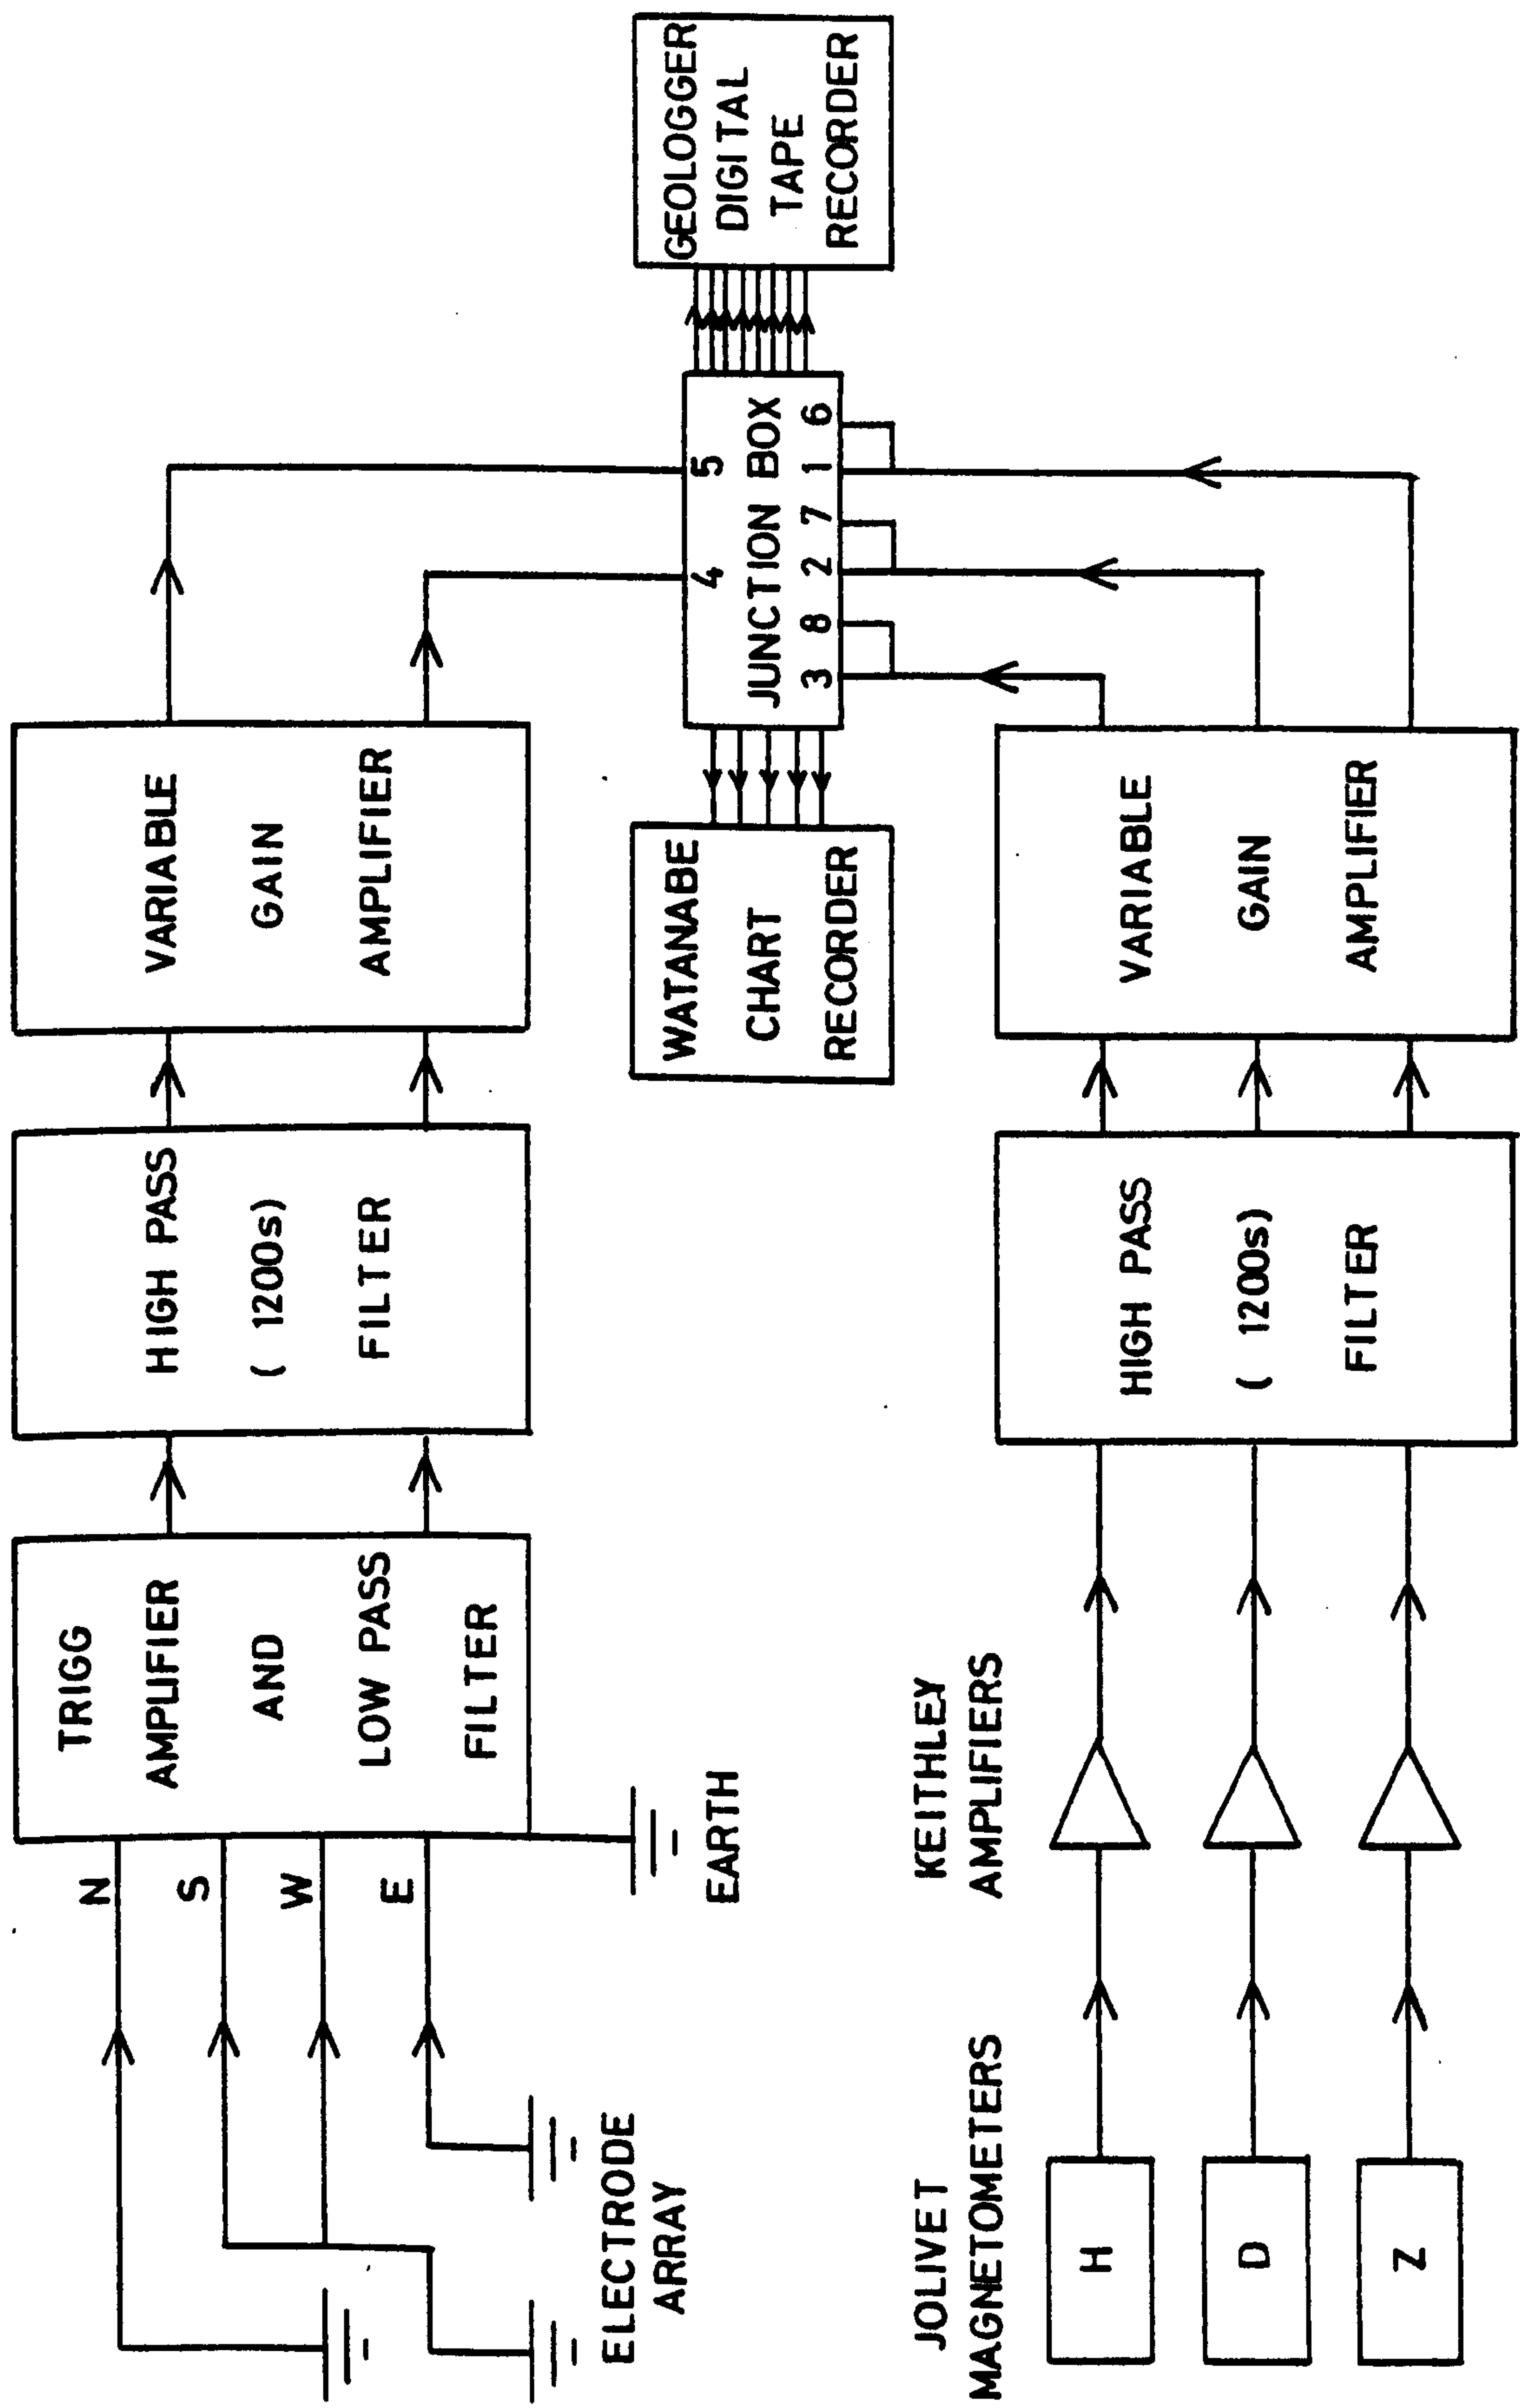 N
S
W
E
TRIGG
AMPLIFIER
AND
LOW PASS
FILTER
EARTH
ELECTRODE
ARRAY
HIGH PASS
( 1200s)
FILTER
VARIABLE
GAIN
AMPLIFIER
WATANABE
CHART
RECORDER
4 5
JUNCTION BOX
3 8 2 7 1 6
GEOLOGGER
DIGITAL
TAPE
RECORDER
JOLIVET
MAGNETOMETERS
H
D
Z
KEITHLEY
AMPLIFIERS
HIGH PASS
( 1200s)
FILTER
VARIABLE
GAIN
AMPLIFIER